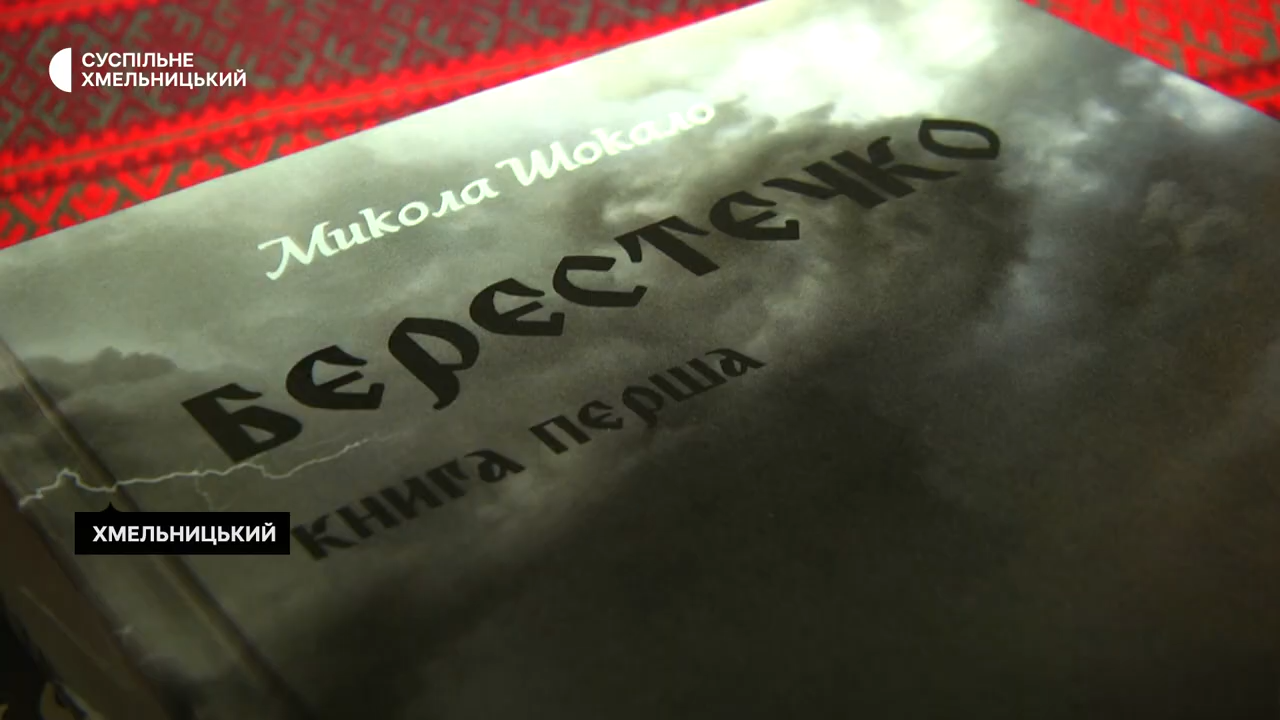 СУСПІЛЬНЕ
ХМЕЛЬНИЦЬКИЙ
Микола Шокало
БЕРЕСТЕЧКО
КНИГА ПЕРША
ХМЕЛЬНИЦЬКИЙ